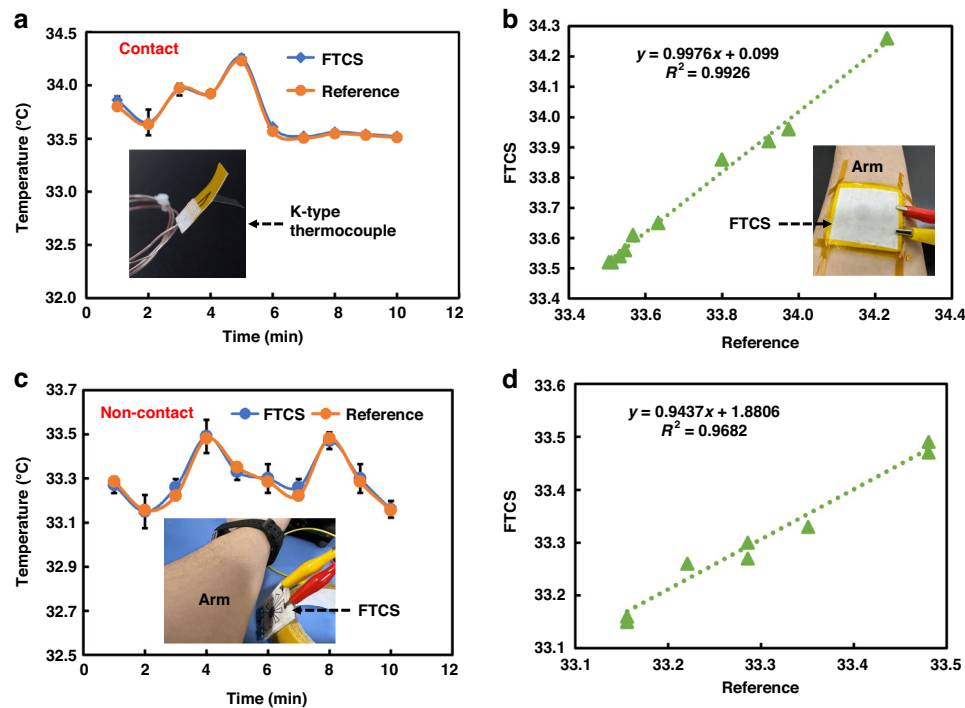 a
Contact
FTCS
Reference
Temperature (°C)
34.5
34.0
33.5
33.0
32.5
32.0
K-type
thermocouple
0 2 4 6 8 10 12
Time (min)
b
y = 0.9976x + 0.099
R² = 0.9926
FTCS
34.3
34.2
34.0
33.9
33.7
33.6
33.4
Arm
FTCS
33.4 33.6 33.8 34.0 34.2 34.4
Reference
c
Non-contact
FTCS Reference
Temperature (°C)
33.7
33.5
33.3
33.1
32.9
32.7
32.5
Arm
FTCS
0 2 4 6 8 10 12
Time (min)
d
y = 0.9437x + 1.8806
R² = 0.9682
FTCS
33.6
33.5
33.4
33.3
33.2
33.1
33.1 33.2 33.3 33.4 33.5
Reference